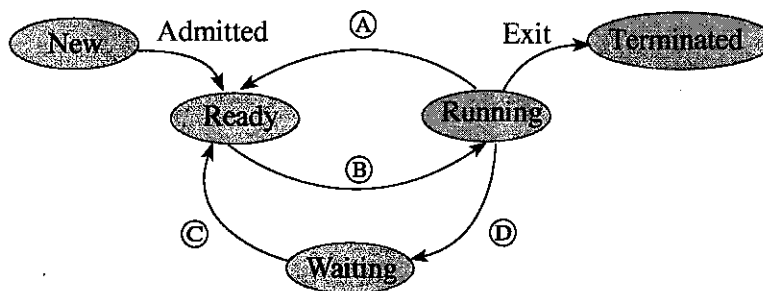 New
Admitted
A
Exit
Terminated
Ready
Running
B
C
D
Waiting